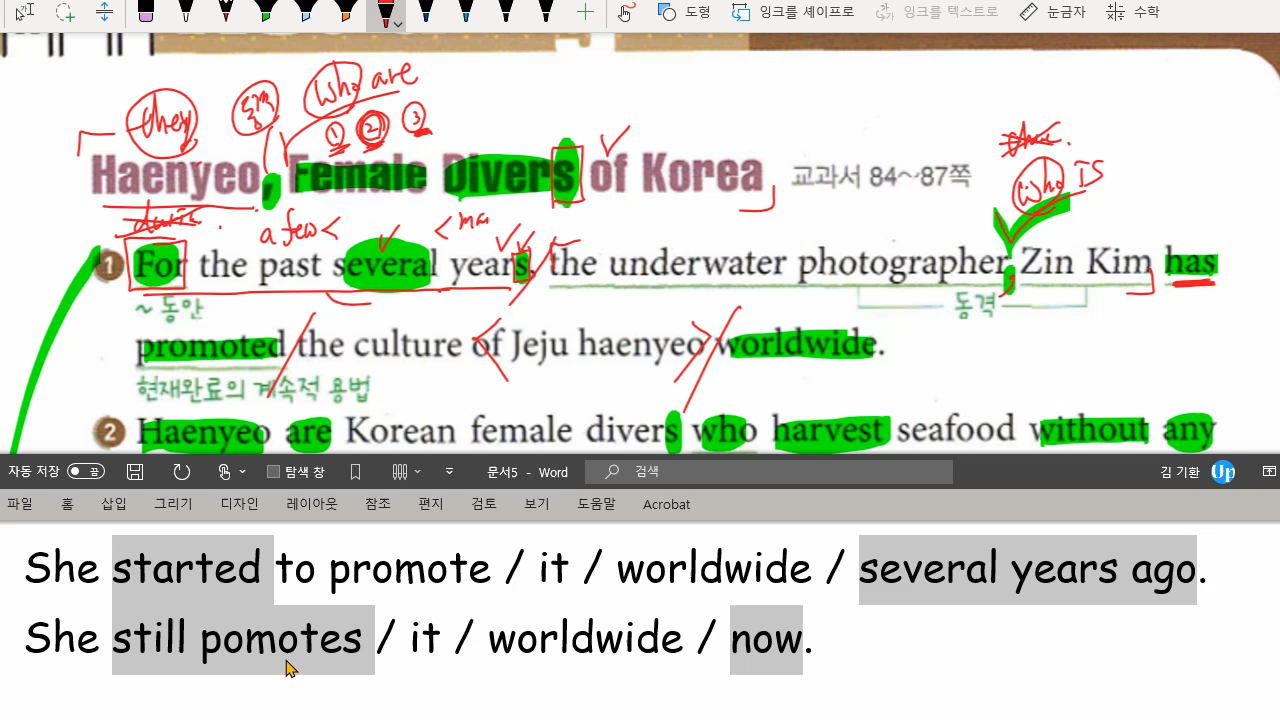 도형 잉크를 셰이프로 잉크를 텍스트로 눈금자 수학
they 동격 who are
① ② ③
Haenyeo, Female Divers of Korea 교과서 84~87쪽
who is
a few <
① For the past several years, the underwater photographer, Zin Kim has
~ 동안 동격
promoted the culture of Jeju haenyeo worldwide.
현재완료의 계속적 용법
② Haenyeo are Korean female divers who harvest seafood without any
자동 저장 끔 탐색 창 문서5 - Word 검색 김 기환 Up
파일 홈 삽입 그리기 디자인 레이아웃 참조 편지 검토 보기 도움말 Acrobat
She started to promote / it / worldwide / several years ago.
She still pomotes / it / worldwide / now.